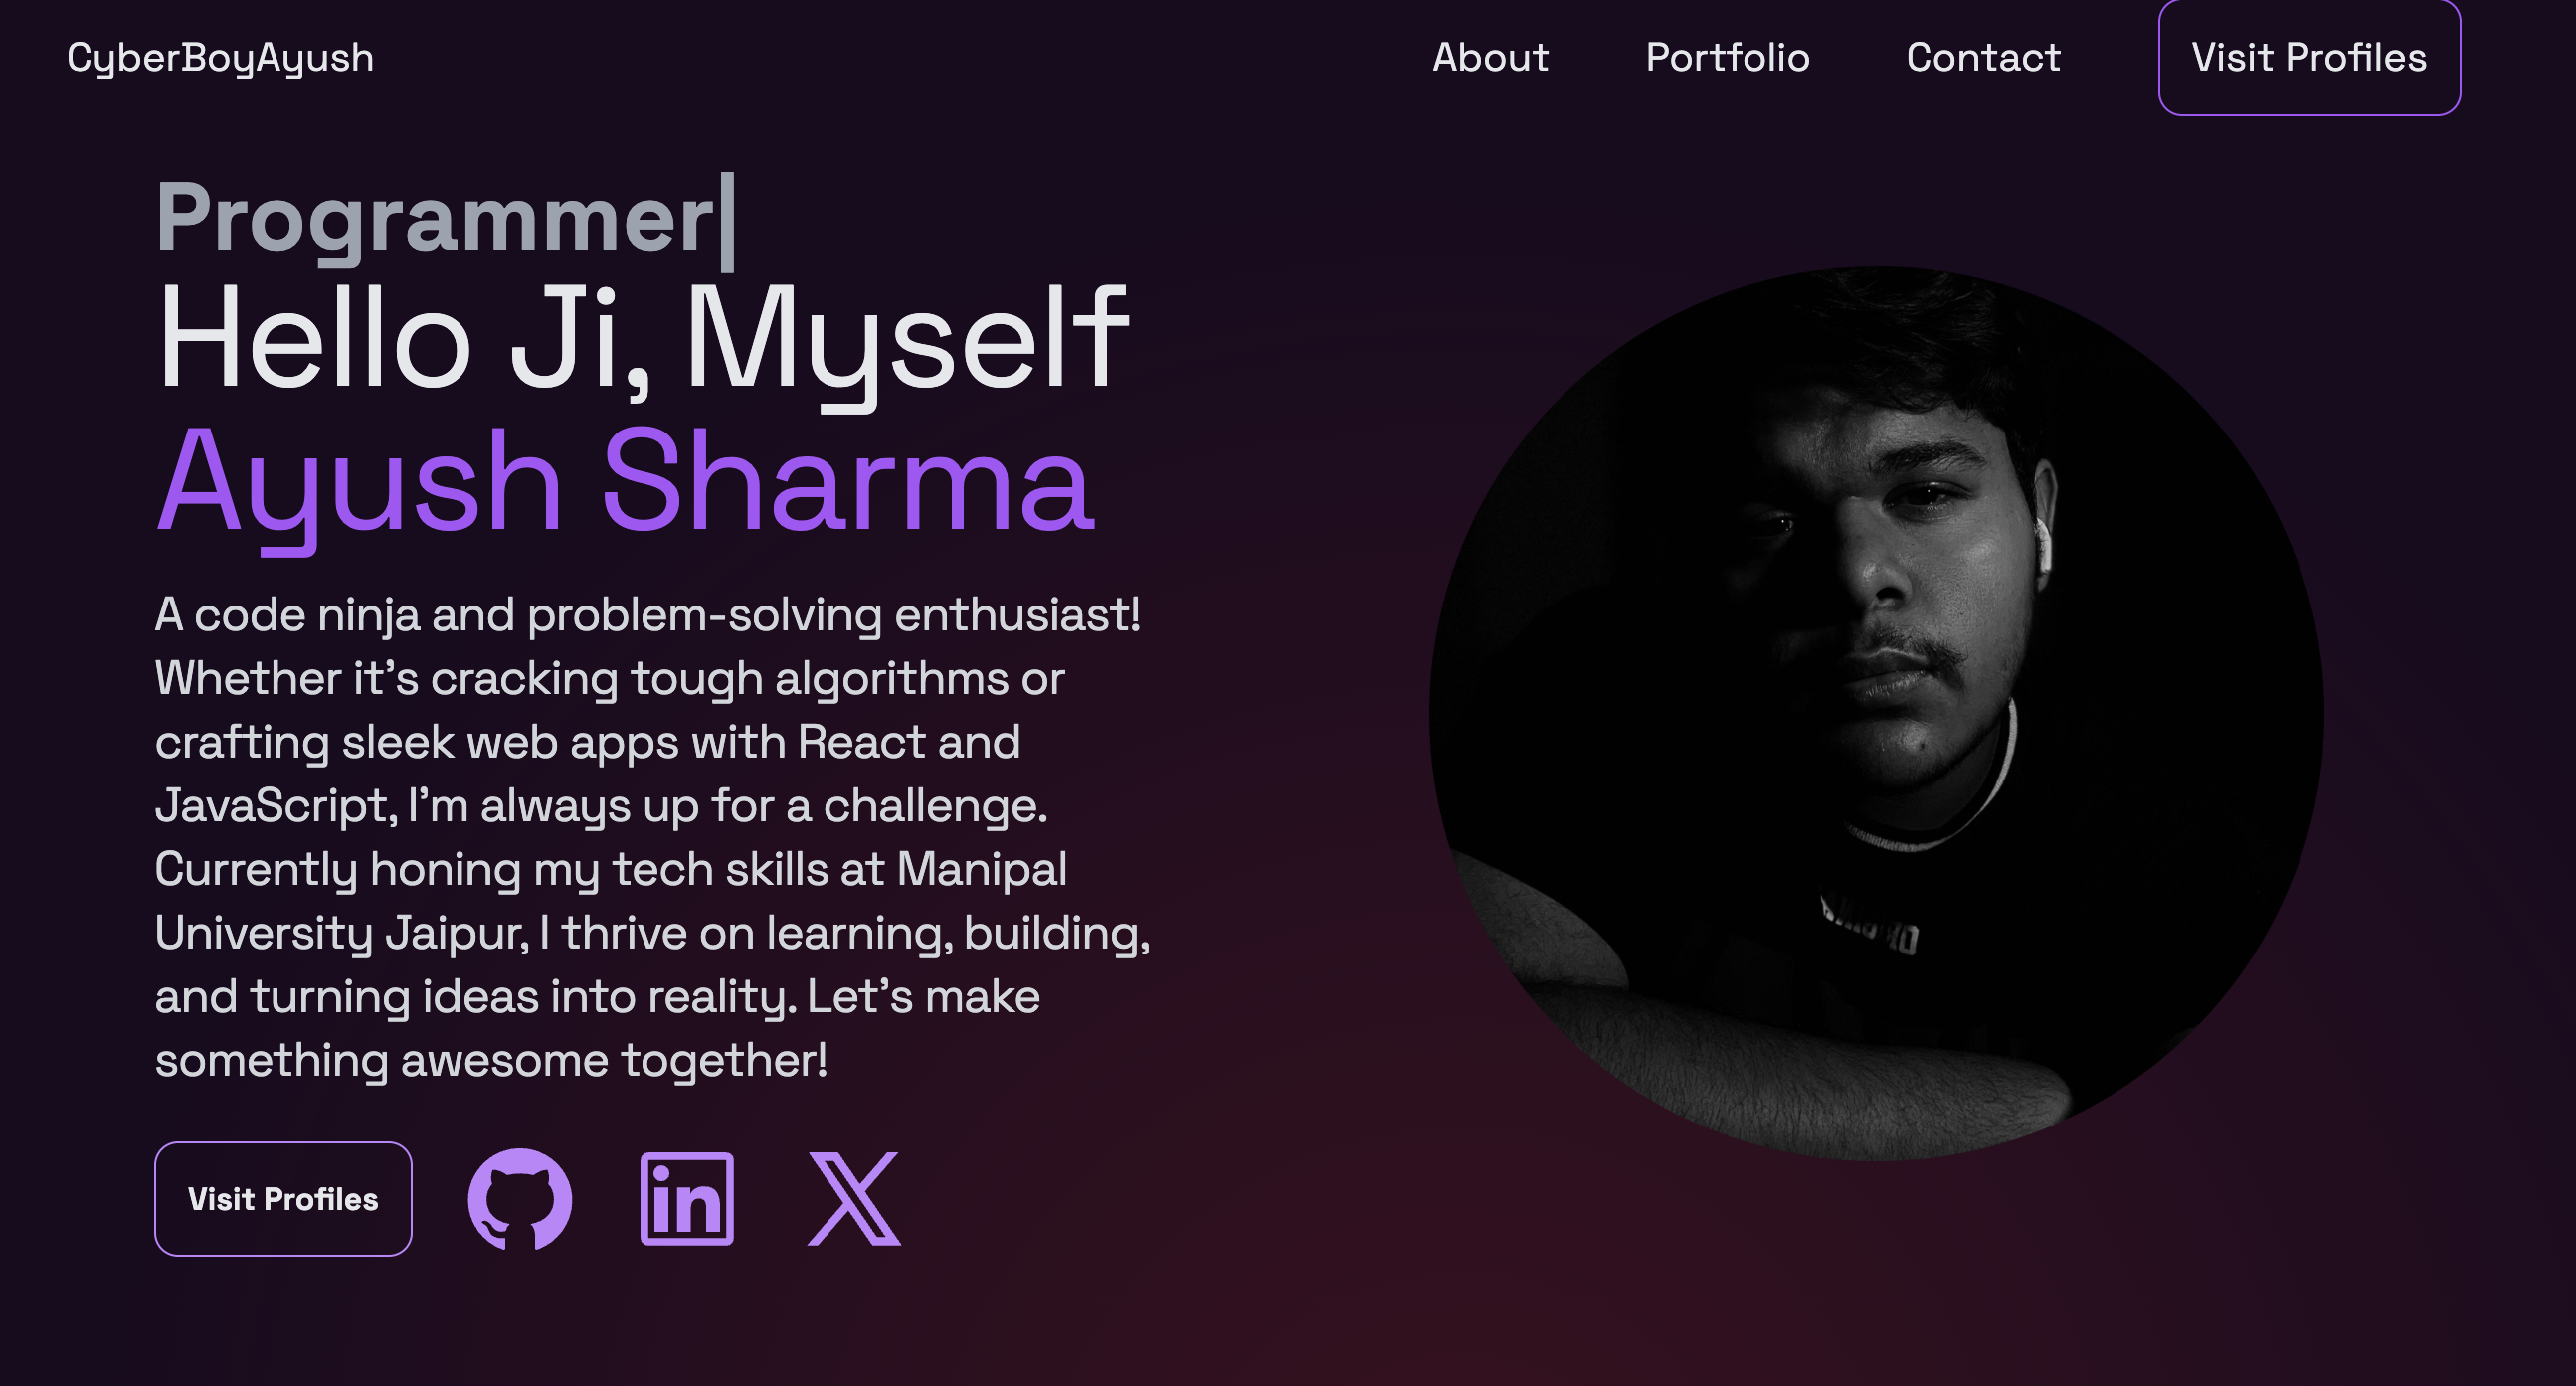 CyberBoyAyush
About
Portfolio
Contact
Visit Profiles
Programmer|
Hello Ji, Myself
Ayush Sharma
A code ninja and problem-solving enthusiast!
Whether it’s cracking tough algorithms or
crafting sleek web apps with React and
JavaScript, I’m always up for a challenge.
Currently honing my tech skills at Manipal
University Jaipur, I thrive on learning, building,
and turning ideas into reality. Let’s make
something awesome together!
Visit Profiles
in
X